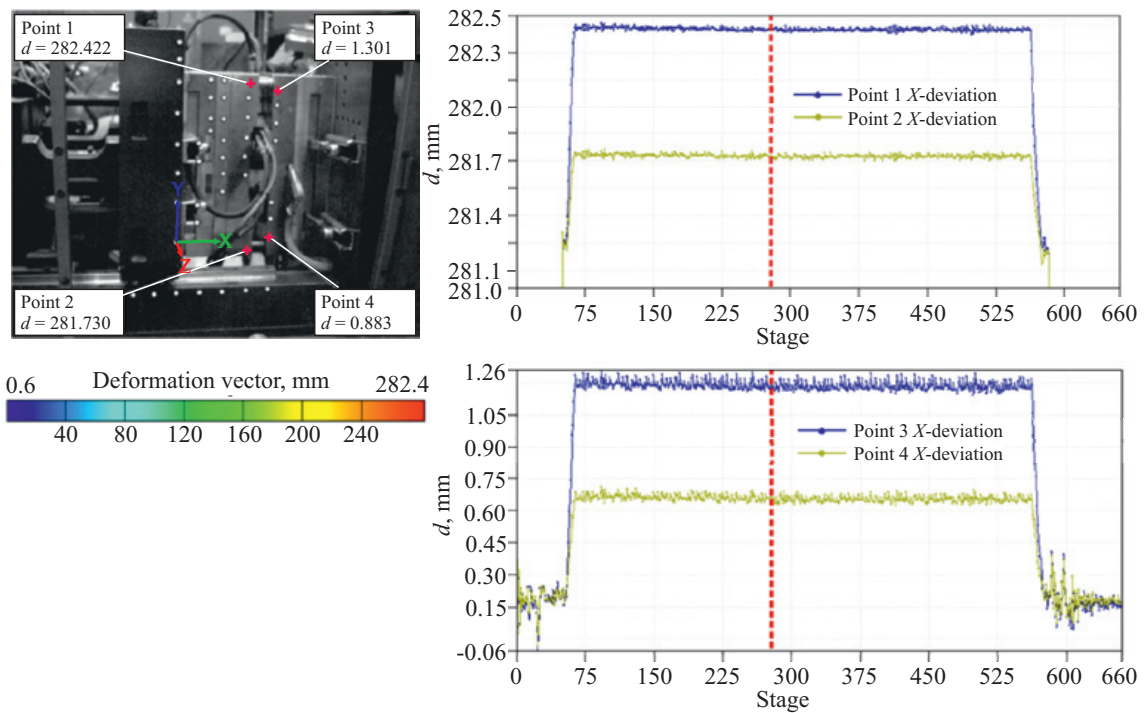 Point 1
d = 282.422
Point 3
d = 1.301
Y
X
Z
Point 2
d = 281.730
Point 4
d = 0.883
0.6 Deformation vector, mm 282.4
40 80 120 160 200 240
282.5
282.3
282.0
281.7
281.4
281.1
281.0
d, mm
Point 1 X-deviation
Point 2 X-deviation
0 75 150 225 300 375 450 525 600 660
Stage
1.26
1.05
0.90
0.75
0.60
0.45
0.30
0.15
-0.06
d, mm
Point 3 X-deviation
Point 4 X-deviation
0 75 150 225 300 375 450 525 600 660
Stage